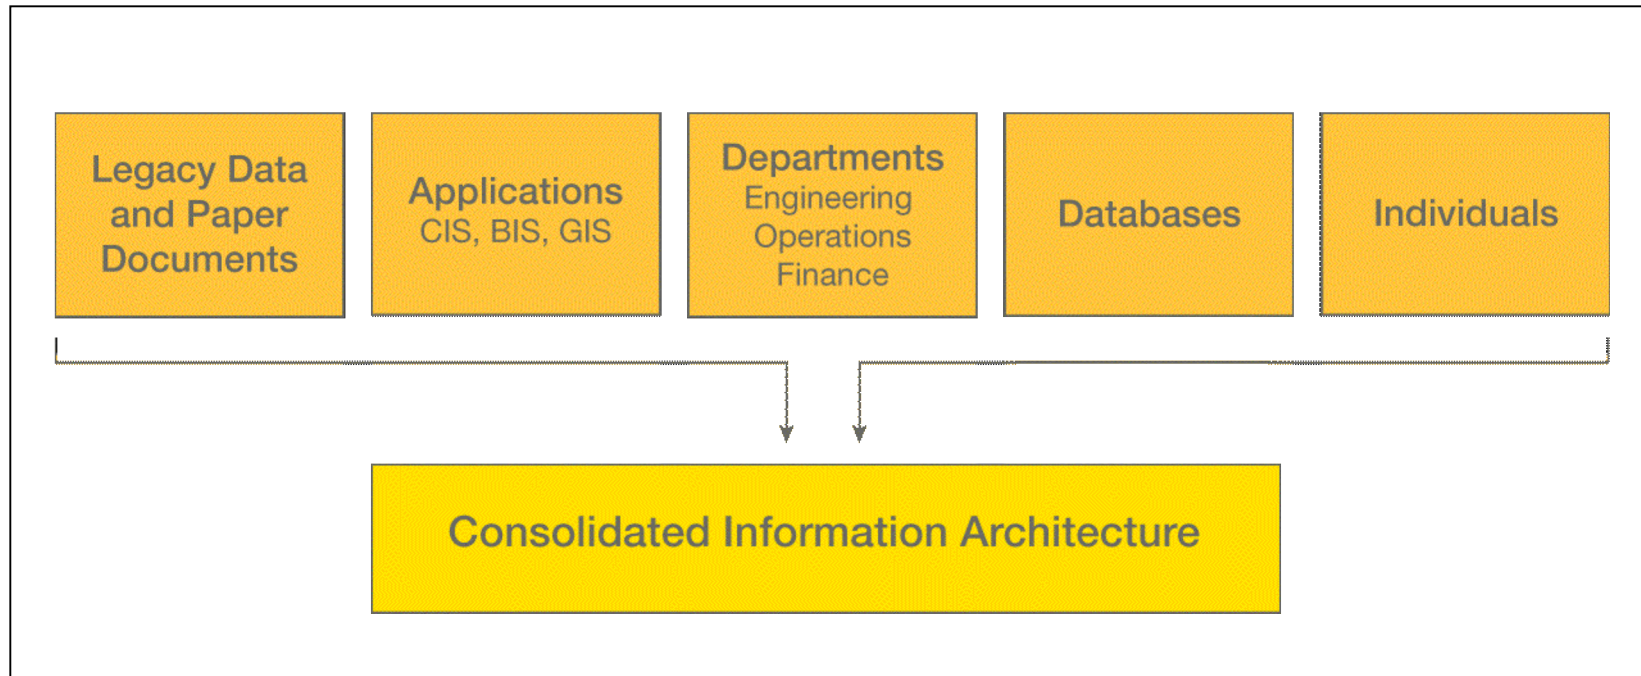 Legacy Data
and Paper
Documents
Applications
CIS, BIS, GIS
Departments
Engineering
Operations
Finance
Databases
Individuals
Consolidated Information Architecture